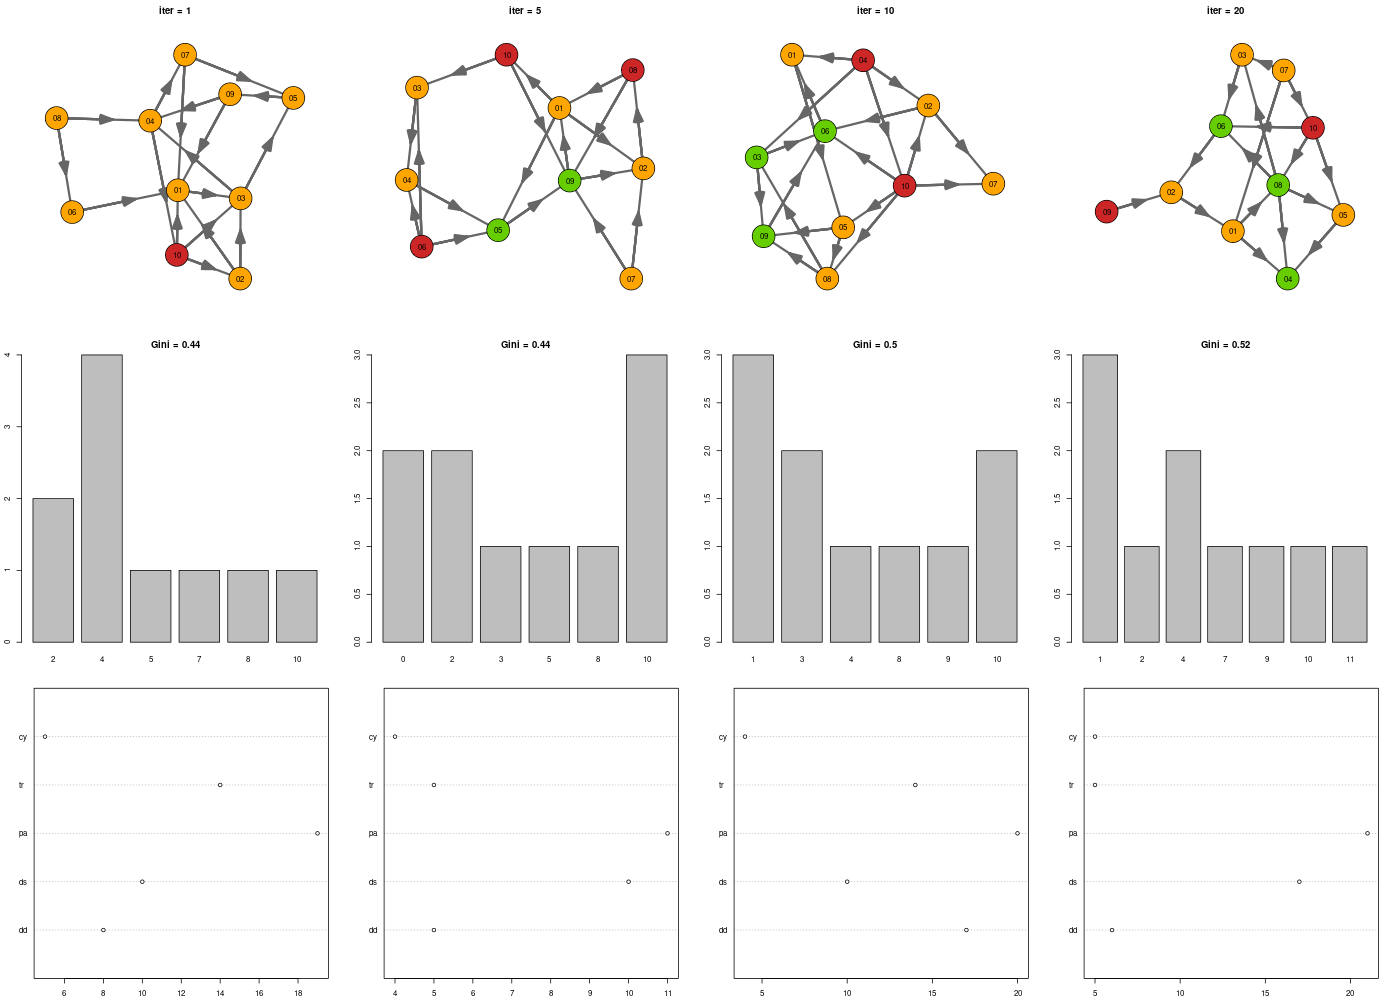 iter = 1
iter = 5
iter = 10
iter = 20
07
09
05
08
04
01
03
06
10
02
10
08
03
01
04
02
09
05
06
07
01
04
02
06
03
10
07
05
09
08
03
07
06
10
08
02
09
05
01
04
Gini = 0.44
4
3
2
1
0
2 4 5 7 8 10
Gini = 0.44
3.0
2.5
2.0
1.5
1.0
0.5
0.0
0 2 3 5 8 10
Gini = 0.5
3.0
2.5
2.0
1.5
1.0
0.5
0.0
1 3 4 8 9 10
Gini = 0.52
3.0
2.5
2.0
1.5
1.0
0.5
0.0
1 2 4 7 9 10 11
cy
tr
pa
ds
dd
6 8 10 12 14 16 18
cy
tr
pa
ds
dd
4 5 6 7 8 9 10 11
cy
tr
pa
ds
dd
5 10 15 20
cy
tr
pa
ds
dd
5 10 15 20